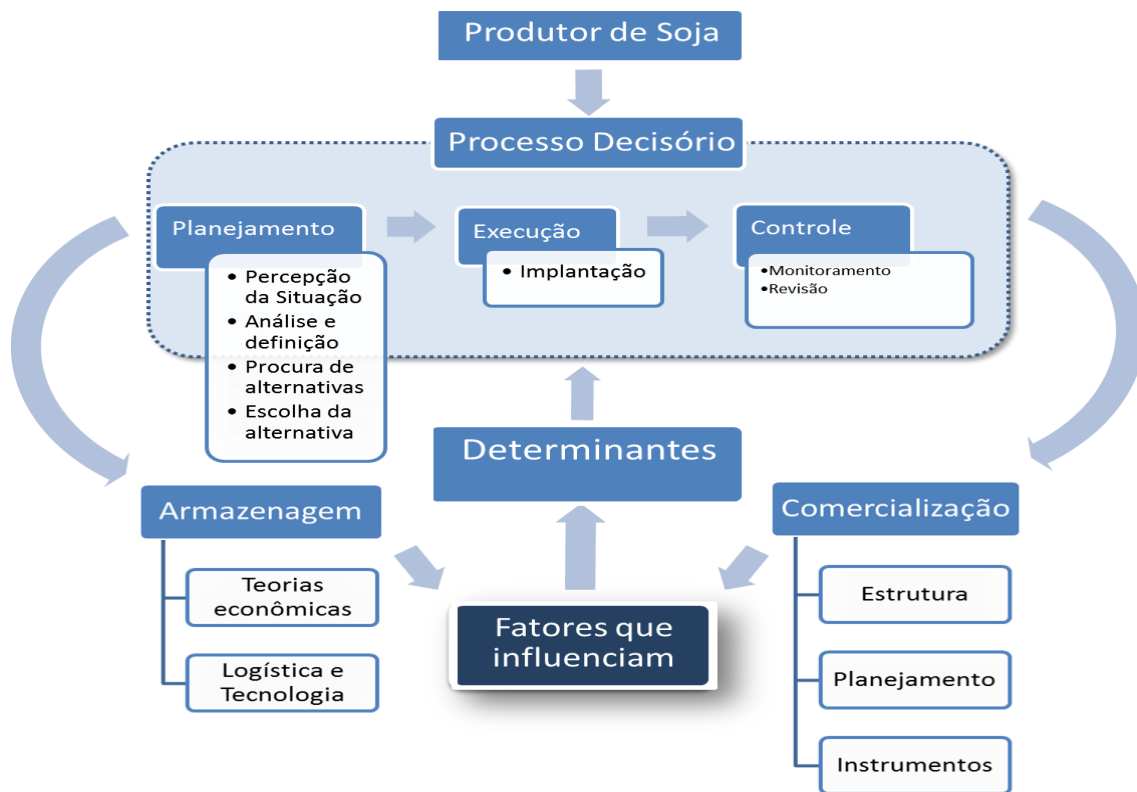 Produtor de Soja
Processo Decisório
Planejamento
• Percepção
da Situação
• Análise e
definição
• Procura de
alternativas
• Escolha da
alternativa
Execução
• Implantação
Controle
•Monitoramento
•Revisão
Determinantes
Armazenagem
Teorias
econômicas
Logística e
Tecnologia
Fatores que
influenciam
Comercialização
Estrutura
Planejamento
Instrumentos